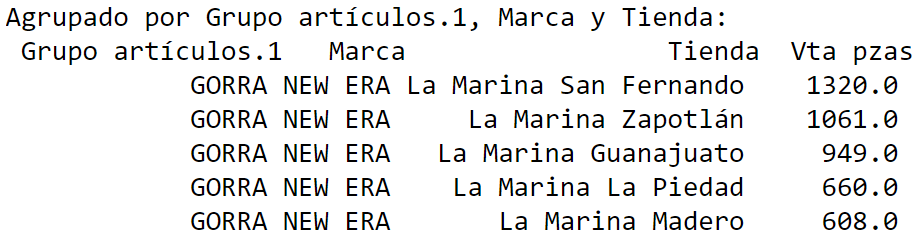 Agrupado por Grupo artículos.1, Marca y Tienda:
Grupo artículos.1 Marca Tienda Vta pzas
GORRA NEW ERA La Marina San Fernando 1320.0
GORRA NEW ERA La Marina Zapotlán 1061.0
GORRA NEW ERA La Marina Guanajuato 949.0
GORRA NEW ERA La Marina La Piedad 660.0
GORRA NEW ERA La Marina Madero 608.0